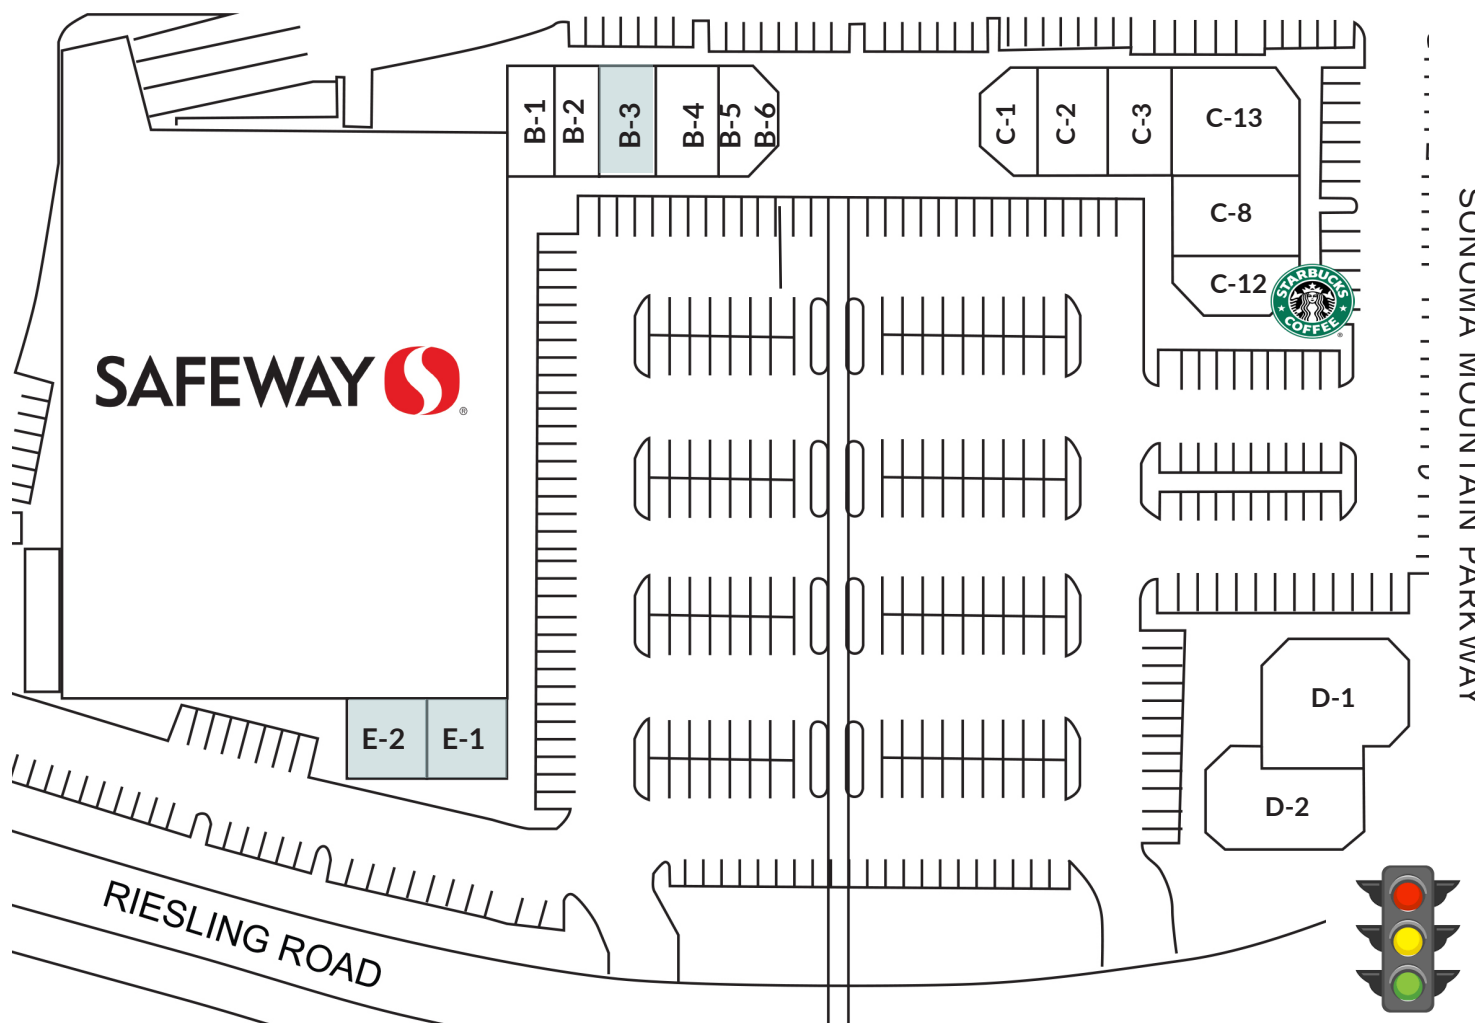 B-1
B-2
B-3
B-4
B-5
B-6
C-1
C-2
C-3
C-13
C-8
C-12
STARBUCKS
COFFEE
®
SAFEWAY
®
SONOMA MOUNTAIN PARKWAY
E-2
E-1
D-1
D-2
RIESLING ROAD